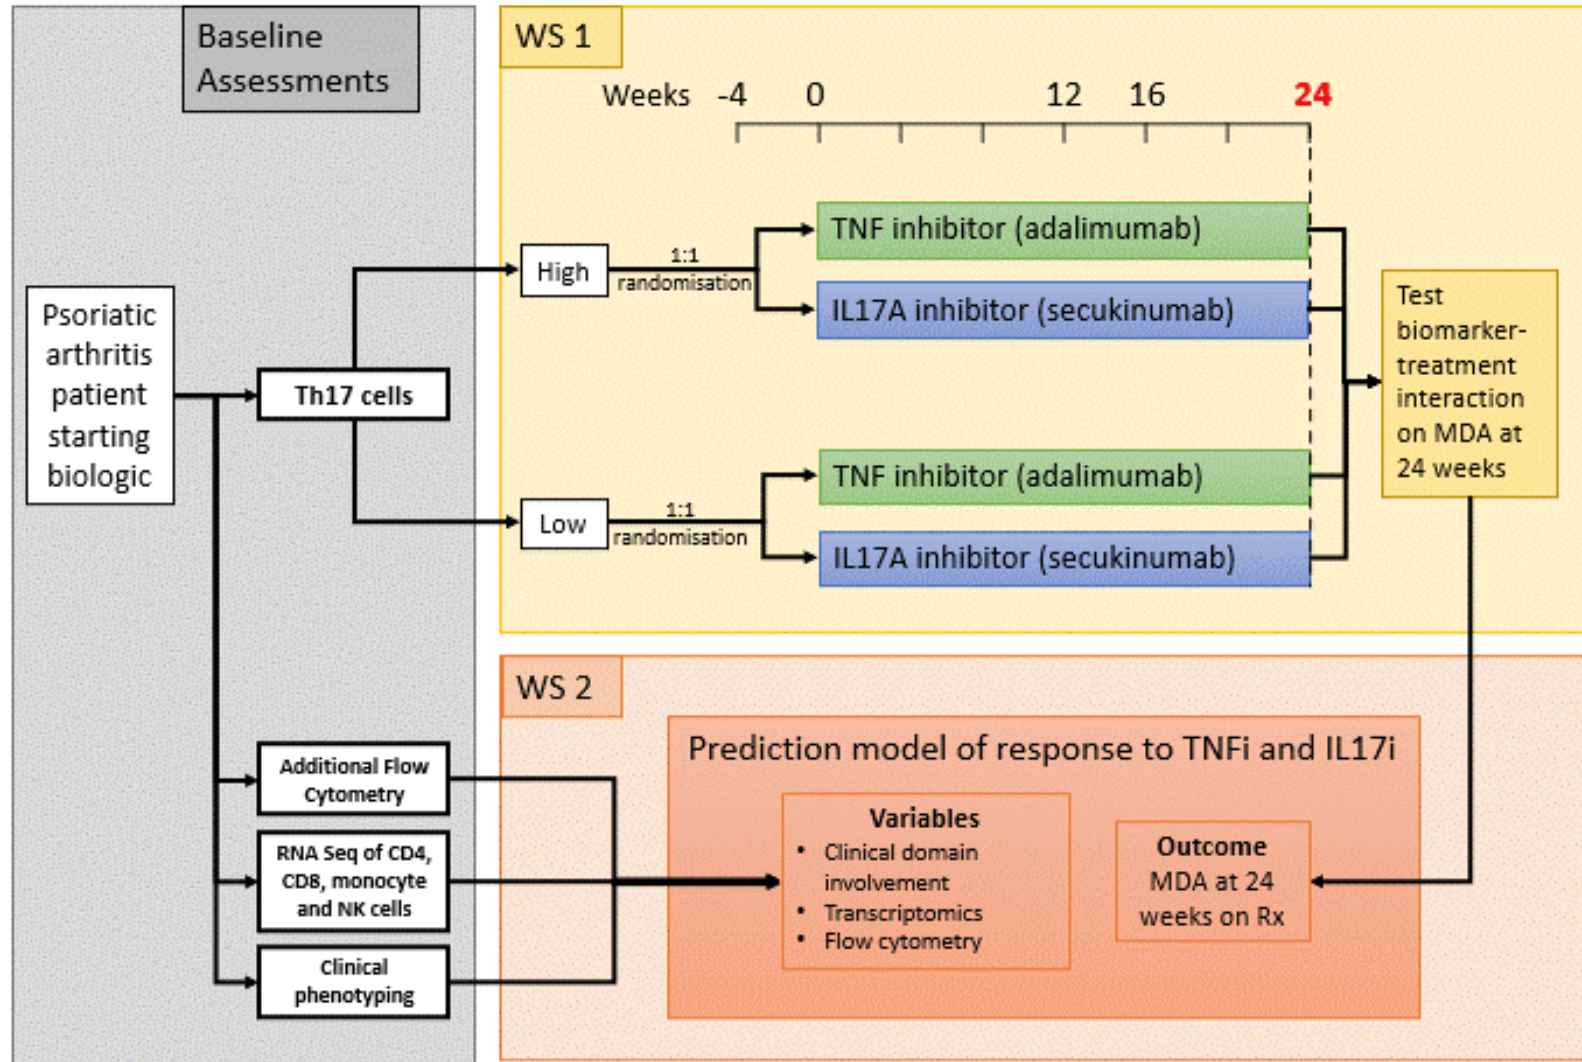 Baseline
Assessments
Psoriatic
arthritis
patient
starting
biologic
Th17 cells
Additional Flow
Cytometry
RNA Seq of CD4,
CD8, monocyte
and NK cells
Clinical
phenotyping
WS 1
Weeks -4 0 12 16 24
High
1:1
randomisation
TNF inhibitor (adalimumab)
IL17A inhibitor (secukinumab)
Low
1:1
randomisation
TNF inhibitor (adalimumab)
IL17A inhibitor (secukinumab)
Test
biomarker-
treatment
interaction
on MDA at
24 weeks
WS 2
Prediction model of response to TNFi and IL17i
Variables
• Clinical domain
involvement
• Transcriptomics
• Flow cytometry
Outcome
MDA at 24
weeks on Rx